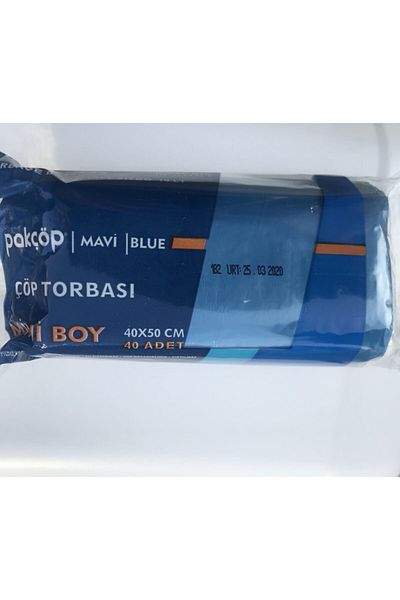 pakçöp® | MAVİ | BLUE
182 URT:25.03.2020
ÇÖP TORBASI
BOY 40X50 CM
40 ADET